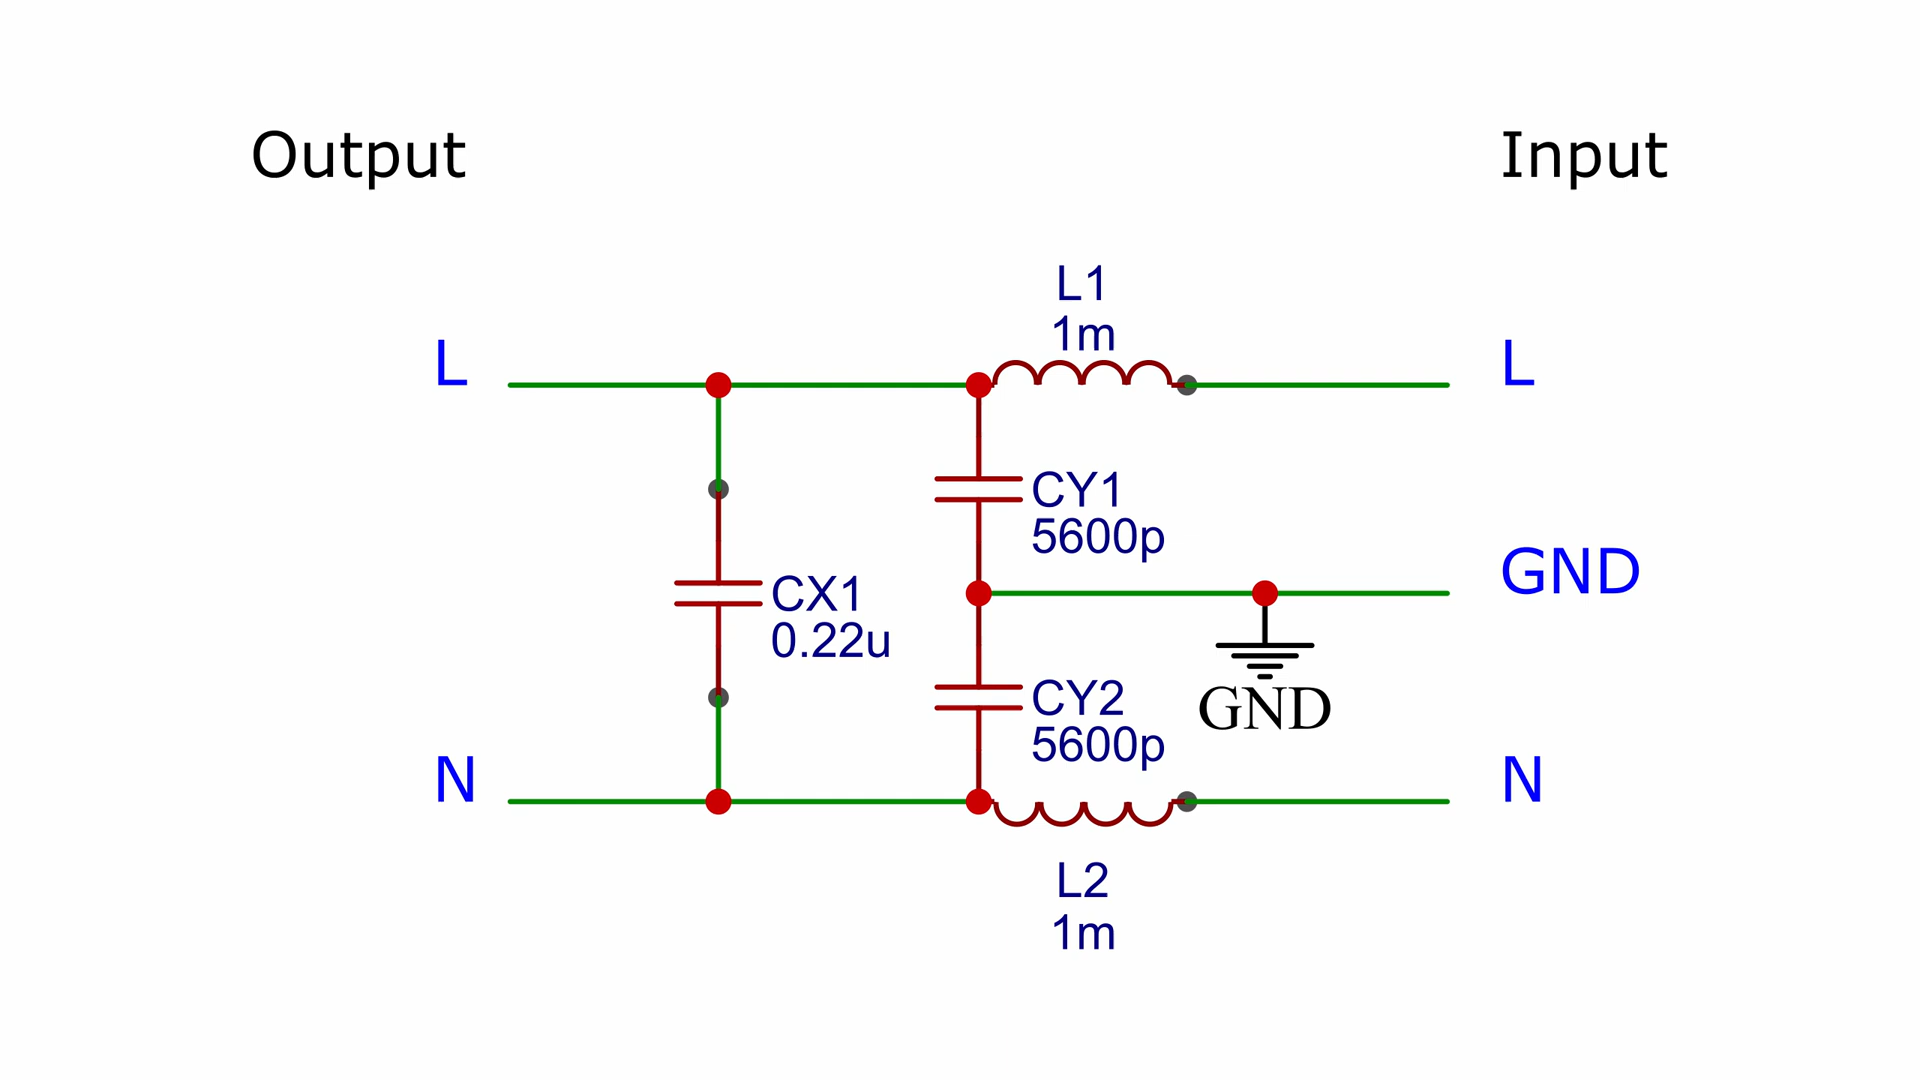 Output
Input
L1
1m
L
L
CY1
5600p
GND
CX1
0.22u
CY2
5600p
GND
N
N
L2
1m